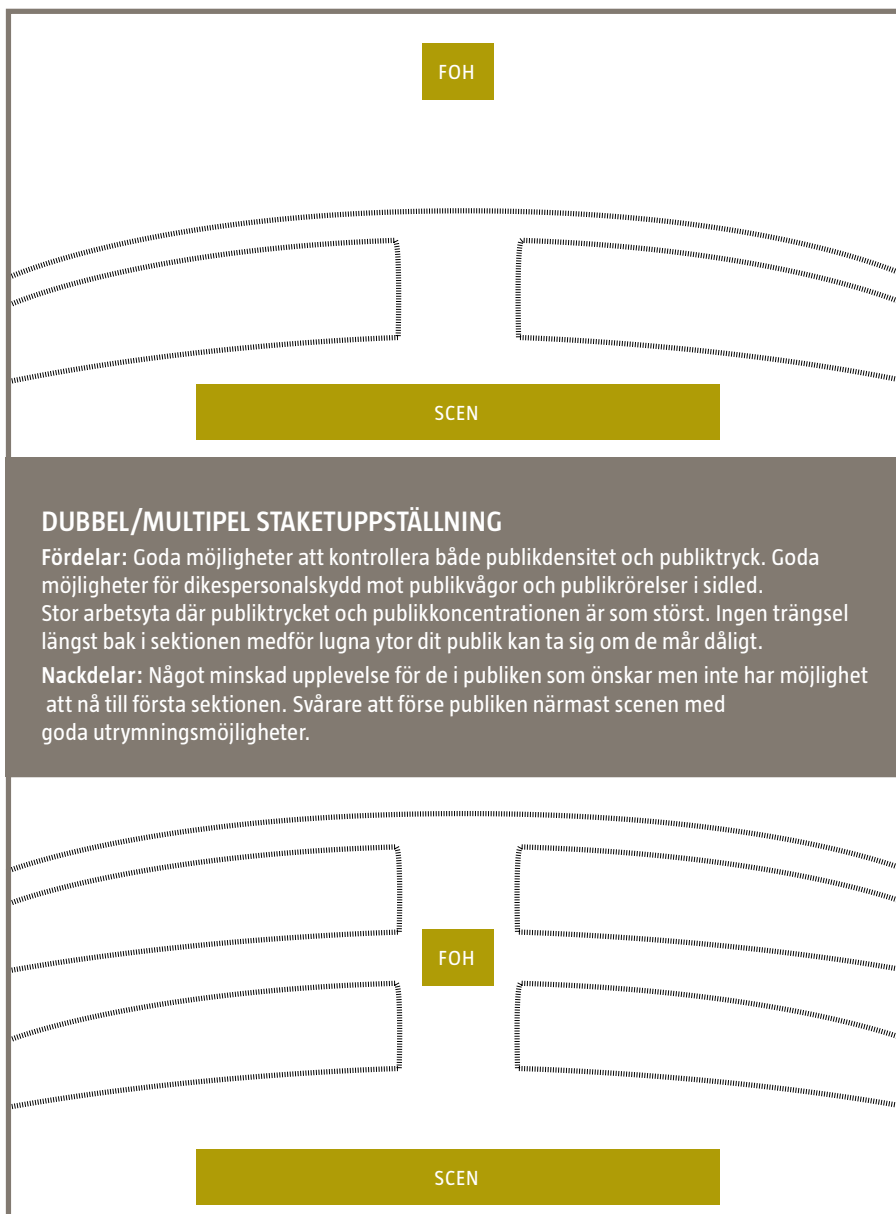 FOH
SCEN
DUBBEL/MULTIPEL STAKETUPPSTÄLLNING
Fördelar: Goda möjligheter att kontrollera både publikdensitet och publiktryck. Goda
möjligheter för dikespersonalskydd mot publikvågor och publikrörelser i sidled.
Stor arbetsyta där publiktrycket och publikkoncentrationen är som störst. Ingen trängsel
längst bak i sektionen medför lugna ytor dit publik kan ta sig om de mår dåligt.
Nackdelar: Något minskad upplevelse för de i publiken som önskar men inte har möjlighet
att nå till första sektionen. Svårare att förse publiken närmast scenen med
goda utrymningsmöjligheter.
FOH
SCEN